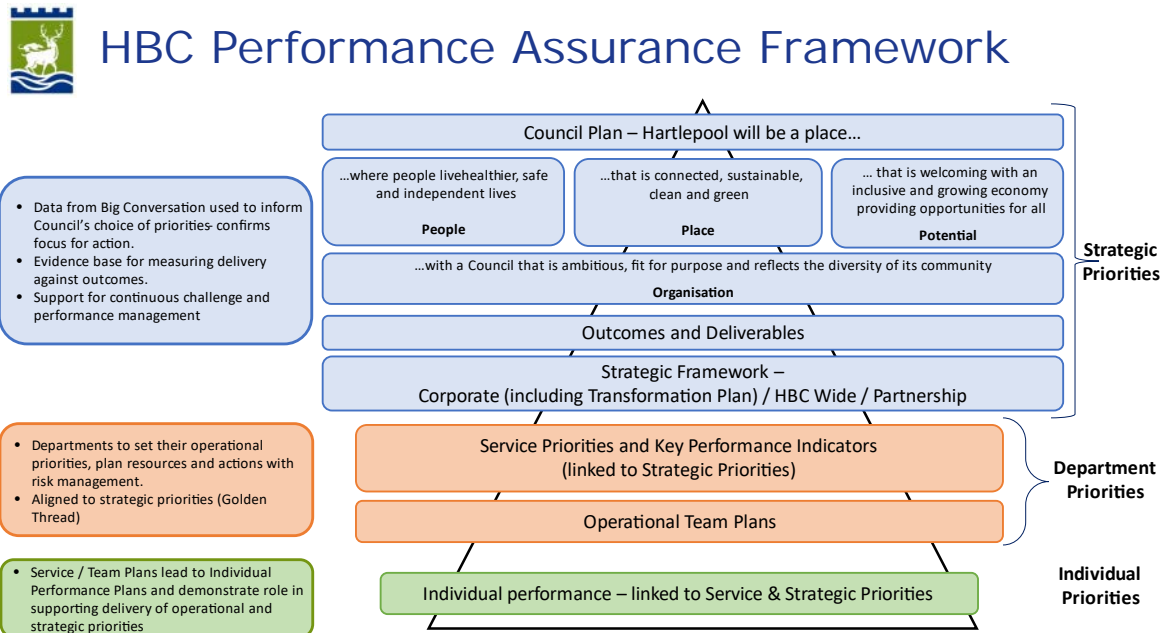 HBC Performance Assurance Framework
Council Plan – Hartlepool will be a place…
…where people livehealthier, safe
and independent lives
People
…that is connected, sustainable,
clean and green
Place
… that is welcoming with an
inclusive and growing economy
providing opportunities for all
Potential
…with a Council that is ambitious, fit for purpose and reflects the diversity of its community
Organisation
Outcomes and Deliverables
Strategic Framework –
Corporate (including Transformation Plan) / HBC Wide / Partnership
Strategic
Priorities
• Data from Big Conversation used to inform
Council’s choice of priorities- confirms
focus for action.
• Evidence base for measuring delivery
against outcomes.
• Support for continuous challenge and
performance management
• Departments to set their operational
priorities, plan resources and actions with
risk management.
• Aligned to strategic priorities (Golden
Thread)
Service Priorities and Key Performance Indicators
(linked to Strategic Priorities)
Operational Team Plans
Department
Priorities
• Service / Team Plans lead to Individual
Performance Plans and demonstrate role in
supporting delivery of operational and
strategic priorities
Individual performance – linked to Service & Strategic Priorities
Individual
Priorities